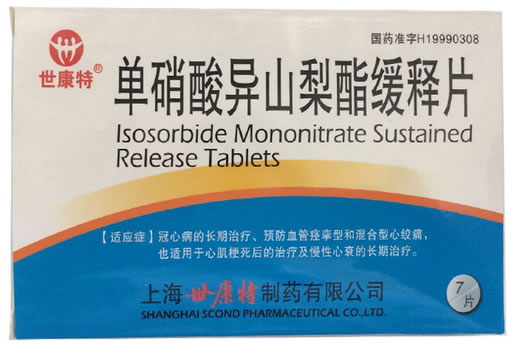 国药准字H19990308
世康特®
单硝酸异山梨酯缓释片
Isosorbide Mononitrate Sustained
Release Tablets
【适应症】冠心病的长期治疗、预防血管痉挛型和混合型心绞痛,
也适用于心肌梗死后的治疗及慢性心衰的长期治疗。
上海世康特制药有限公司
SHANGHAI SCOND PHARMACEUTICAL CO.,LTD.
7
片